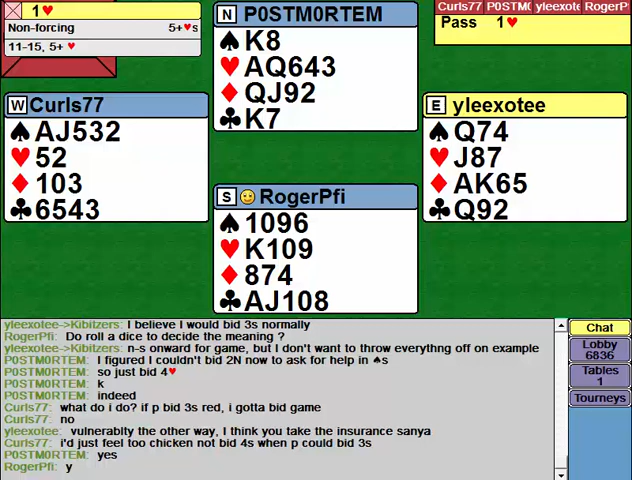 1♥
Non-forcing 5+♥s
11-15, 5+ ♥
N P0STM0RTEM
♠K8
♥AQ643
♦QJ92
♣K7
Curls77 P0STM0 yleexote RogerP
Pass 1♥
W Curls77
♠AJ532
♥52
♦103
♣6543
E yleexotee
♠Q74
♥J87
♦AK65
♣Q92
S RogerPfi
♠1096
♥K109
♦874
♣AJ108
yleexotee->Kibitzers: I believe I would bid 3s normally
RogerPfi: Do roll a dice to decide the meaning ?
yleexotee->Kibitzers: n-s onward for game, but I don't want to throw everythng off on example
P0STM0RTEM: I figured I couldn't bid 2N now to ask for help in ♠s
P0STM0RTEM: so just bid 4♥
P0STM0RTEM: k
P0STM0RTEM: indeed
Curls77: what do i do? if p bid 3s red, i gotta bid game
Curls77: no
yleexotee: vulnerablity the other way, I think you take the insurance sanya
Curls77: i'd just feel too chicken not bid 4s when p could bid 3s
P0STM0RTEM: yes
RogerPfi: y
Chat
Lobby
6836
Tables
1
Tourneys